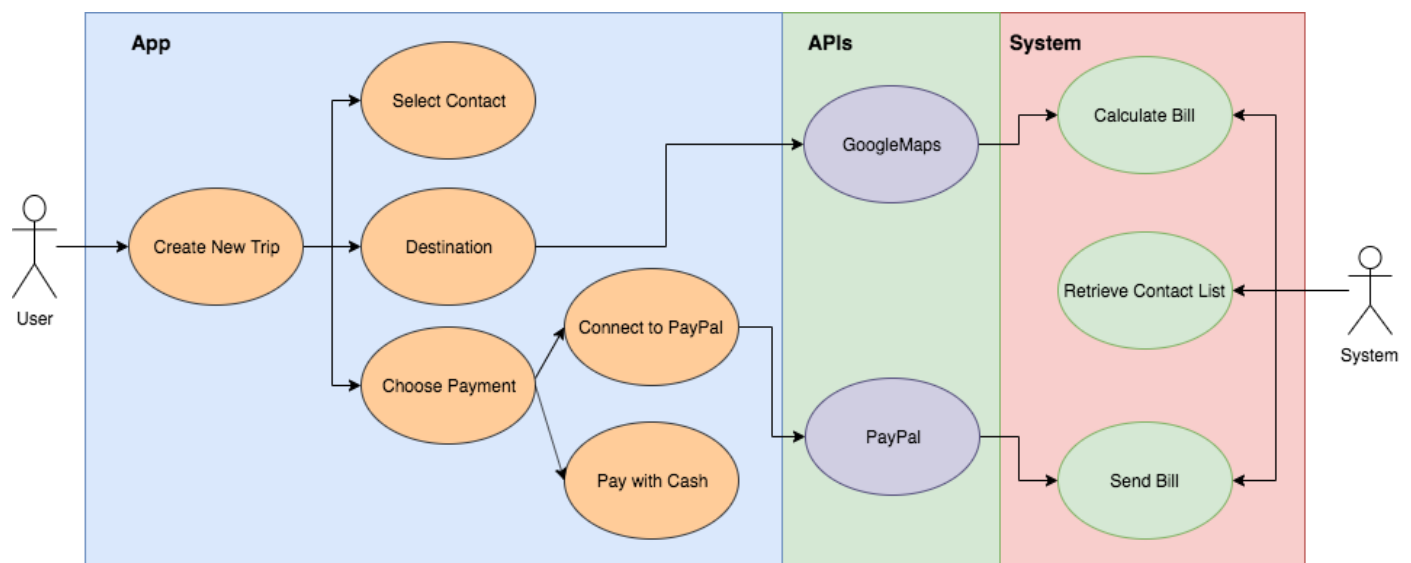 App
APIs
System
Select Contact
GoogleMaps
Calculate Bill
Create New Trip
Destination
User
Retrieve Contact List
System
Connect to PayPal
Choose Payment
PayPal
Pay with Cash
Send Bill